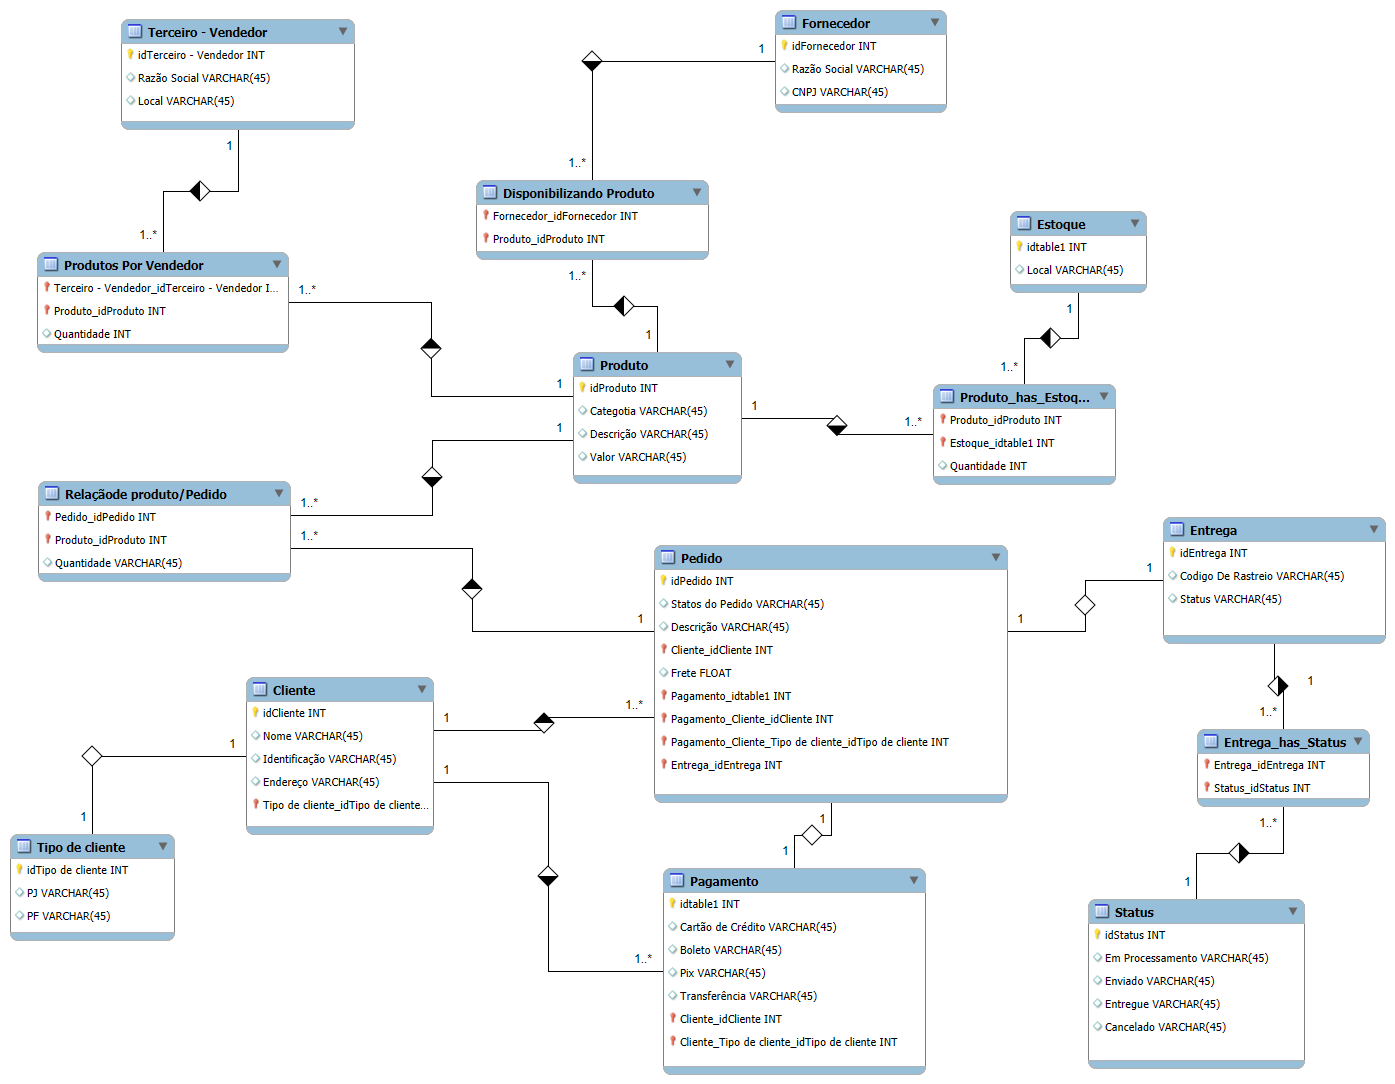 Terceiro - Vendedor
idTerceiro - Vendedor INT
Razão Social VARCHAR(45)
Local VARCHAR(45)
1
1..*
Fornecedor
idFornecedor INT
Razão Social VARCHAR(45)
CNPJ VARCHAR(45)
1
1..*
Disponibilizando Produto
Fornecedor_idFornecedor INT
Produto_idProduto INT
1..*
1
Estoque
idtable1 INT
Local VARCHAR(45)
1
1..*
Produtos Por Vendedor
Terceiro - Vendedor_idTerceiro - Vendedor I...
Produto_idProduto INT
Quantidade INT
1..*
1
Produto
idProduto INT
Categotia VARCHAR(45)
Descrição VARCHAR(45)
Valor VARCHAR(45)
1
1..*
Produto_has_Estoq...
Produto_idProduto INT
Estoque_idtable1 INT
Quantidade INT
1
1..*
Relaçãode produto/Pedido
Pedido_idPedido INT
Produto_idProduto INT
Quantidade VARCHAR(45)
1..*
1
Pedido
idPedido INT
Statos do Pedido VARCHAR(45)
Descrição VARCHAR(45)
Cliente_idCliente INT
Frete FLOAT
Pagamento_idtable1 INT
Pagamento_Cliente_idCliente INT
Pagamento_Cliente_Tipo de cliente_idTipo de cliente INT
Entrega_idEntrega INT
1
1
Entrega
idEntrega INT
Codigo De Rastreio VARCHAR(45)
Status VARCHAR(45)
1
1..*
Cliente
idCliente INT
Nome VARCHAR(45)
Identificação VARCHAR(45)
Endereço VARCHAR(45)
Tipo de cliente_idTipo de cliente...
1
1..*
1
1..*
1
1
Tipo de cliente
idTipo de cliente INT
PJ VARCHAR(45)
PF VARCHAR(45)
Entrega_has_Status
Entrega_idEntrega INT
Status_idStatus INT
1..*
1
1
1
Pagamento
idtable1 INT
Cartão de Crédito VARCHAR(45)
Boleto VARCHAR(45)
Pix VARCHAR(45)
Transferência VARCHAR(45)
Cliente_idCliente INT
Cliente_Tipo de cliente_idTipo de cliente INT
Status
idStatus INT
Em Processamento VARCHAR(45)
Enviado VARCHAR(45)
Entregue VARCHAR(45)
Cancelado VARCHAR(45)